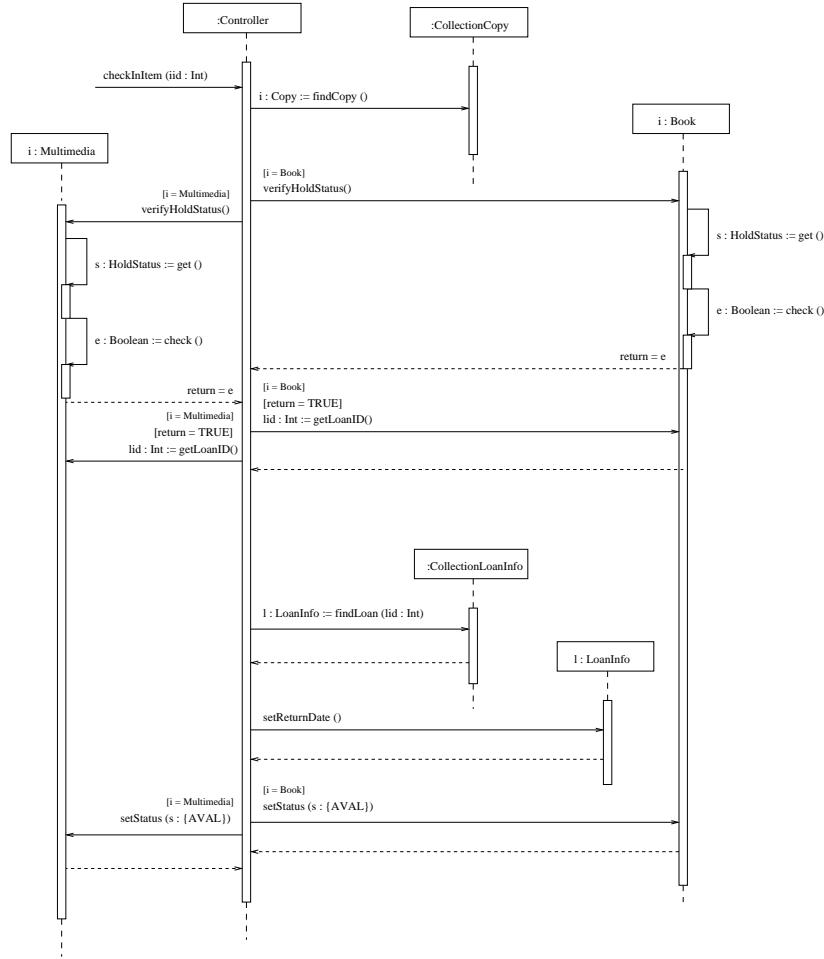 :Controller
:CollectionCopy
checkInItem (iid : Int)
i : Copy := findCopy ()
i : Book
i : Multimedia
[i = Book]
verifyHoldStatus()
[i = Multimedia]
verifyHoldStatus()
s : HoldStatus := get ()
s : HoldStatus := get ()
e : Boolean := check ()
e : Boolean := check ()
return = e
return = e
[i = Book]
[return = TRUE]
lid : Int := getLoanID()
[i = Multimedia]
[return = TRUE]
lid : Int := getLoanID()
:CollectionLoanInfo
l : LoanInfo := findLoan (lid : Int)
l : LoanInfo
setReturnDate ()
[i = Book]
setStatus (s : {AVAL})
[i = Multimedia]
setStatus (s : {AVAL})